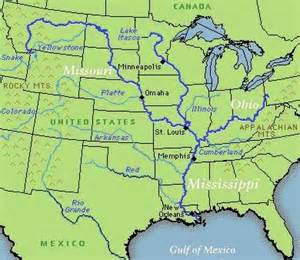 CANADA
Lake
Itasca
Yellowstone
Snake
Missouri
Minneapolis
ROCKY MTS.
Platte
Omaha
Illinois
Ohio
Colorado
UNITED STATES
St. Louis
APPALACHIAN
MTS.
Arkansas
Memphis
Cumberland
Red
Mississippi
Rio
Grande
New
Orleans
MEXICO
Gulf of Mexico